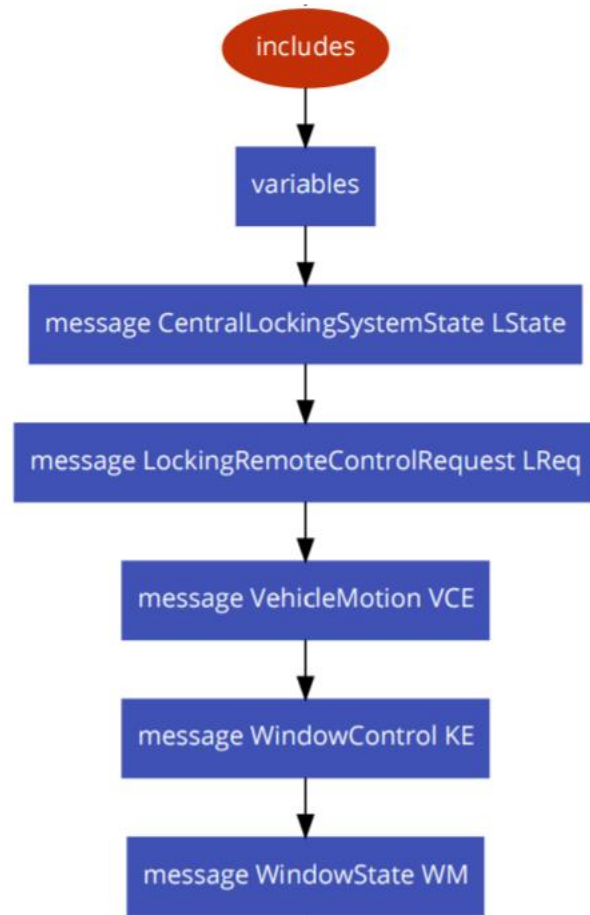 includes
variables
message CentralLockingSystemState LState
message LockingRemoteControlRequest LReq
message VehicleMotion VCE
message WindowControl KE
message WindowState WM